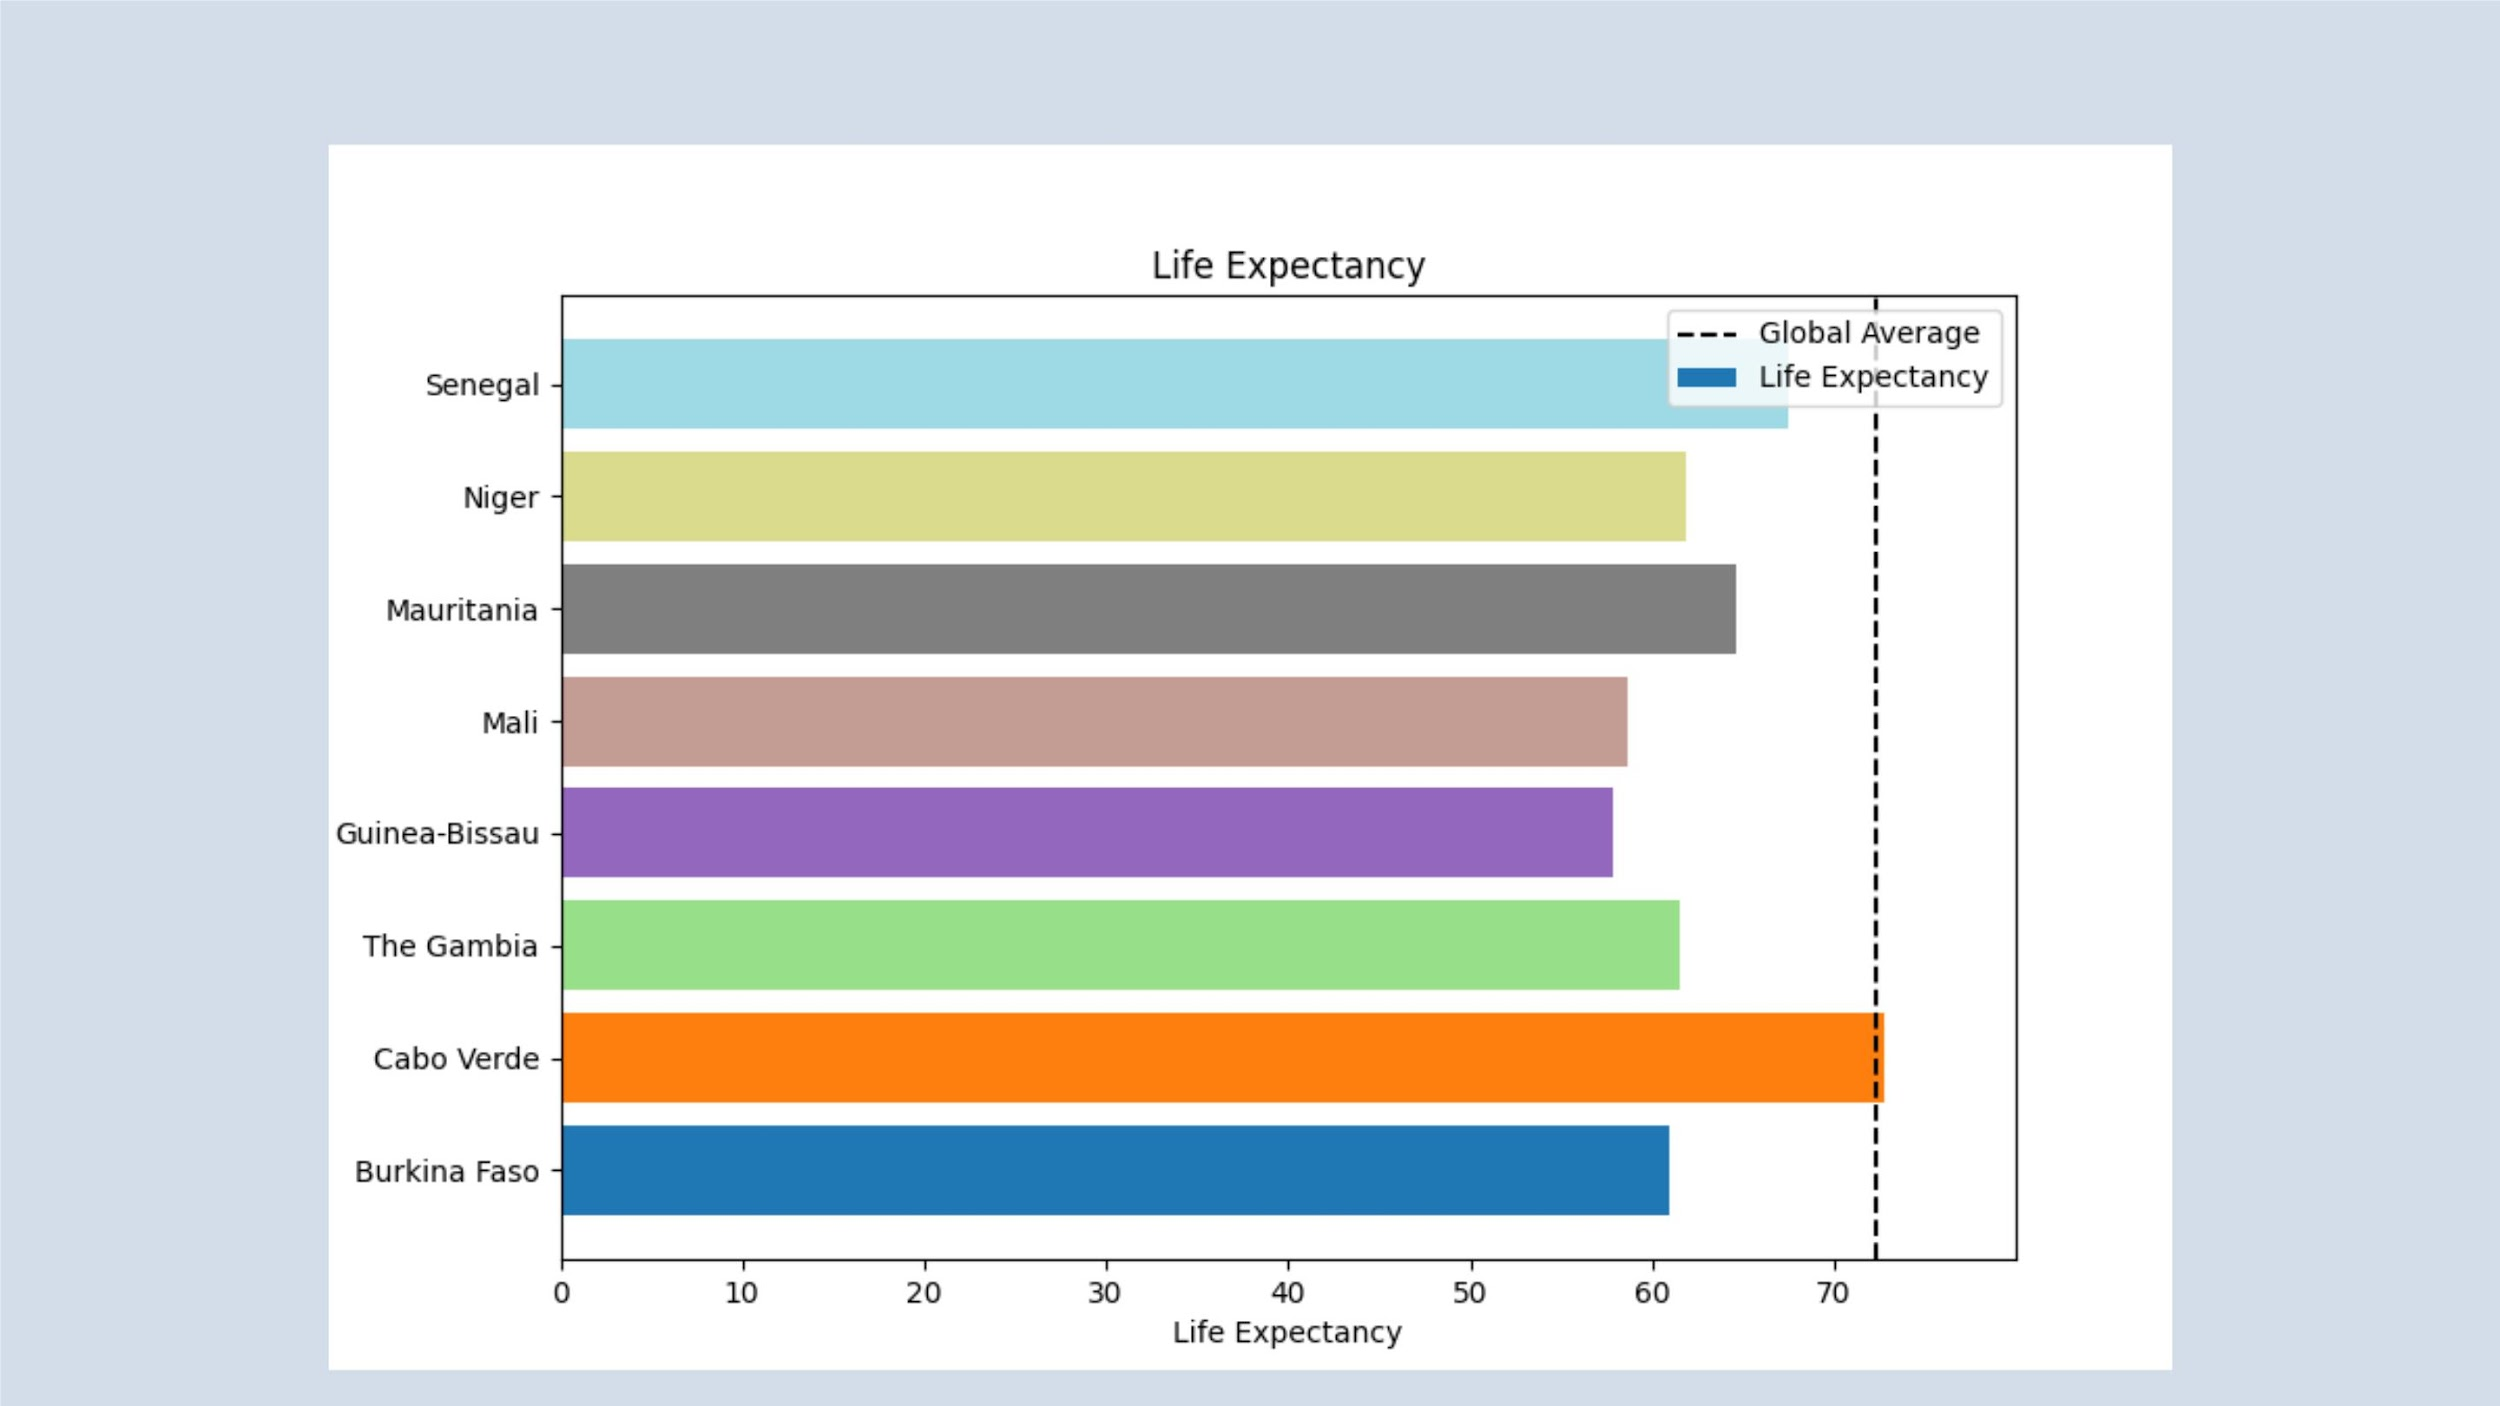 Life Expectancy
Global Average
Life Expectancy
Senegal
Niger
Mauritania
Mali
Guinea-Bissau
The Gambia
Cabo Verde
Burkina Faso
0 10 20 30 40 50 60 70
Life Expectancy